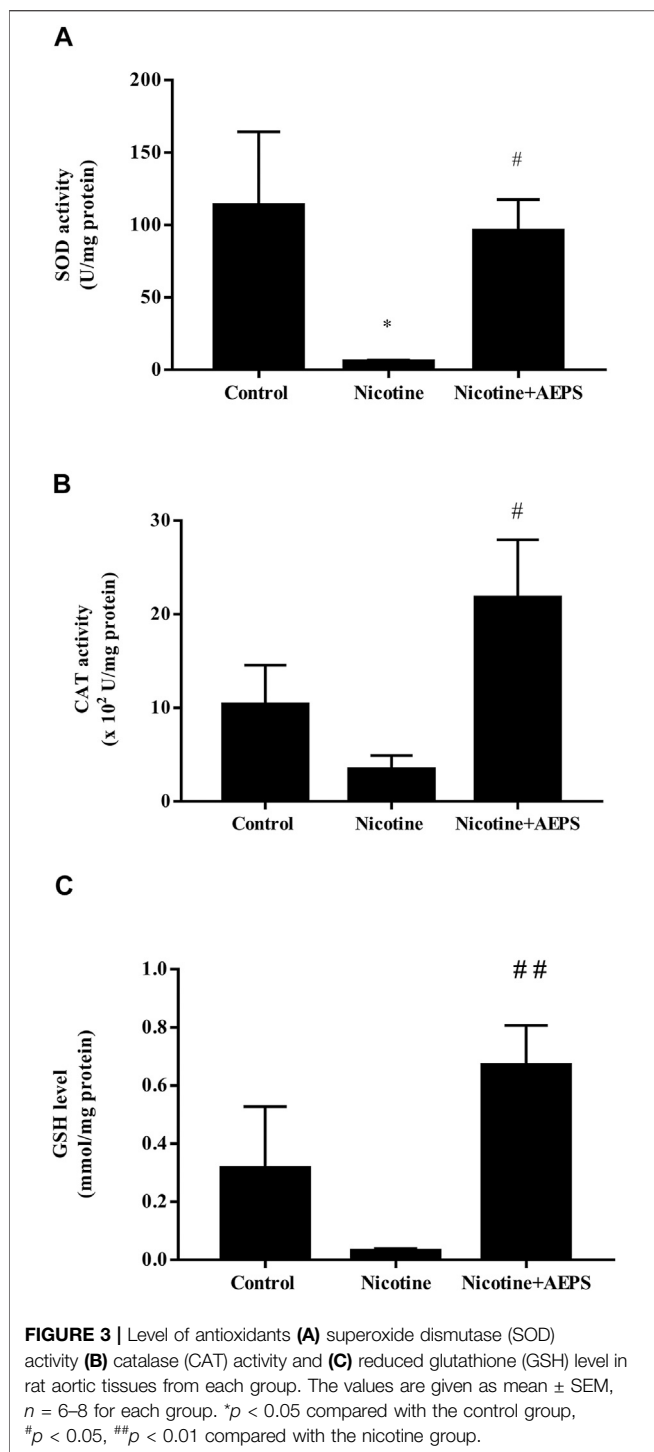 A
SOD activity
(U/mg protein)
200
150
100
50
0
*
#
Control Nicotine Nicotine+AEPS
B
CAT activity
(x 10² U/mg protein)
30
20
10
0
#
Control Nicotine Nicotine+AEPS
C
GSH level
(mmol/mg protein)
1.0
0.8
0.6
0.4
0.2
0.0
# #
Control Nicotine Nicotine+AEPS
FIGURE 3 | Level of antioxidants (A) superoxide dismutase (SOD)
activity (B) catalase (CAT) activity and (C) reduced glutathione (GSH) level in
rat aortic tissues from each group. The values are given as mean ± SEM,
n = 6–8 for each group. *p < 0.05 compared with the control group,
#p < 0.05, ##p < 0.01 compared with the nicotine group.